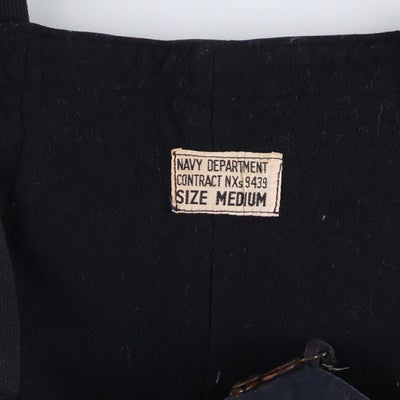 NAVY DEPARTMENT
CONTRACT NXs 9439
SIZE MEDIUM